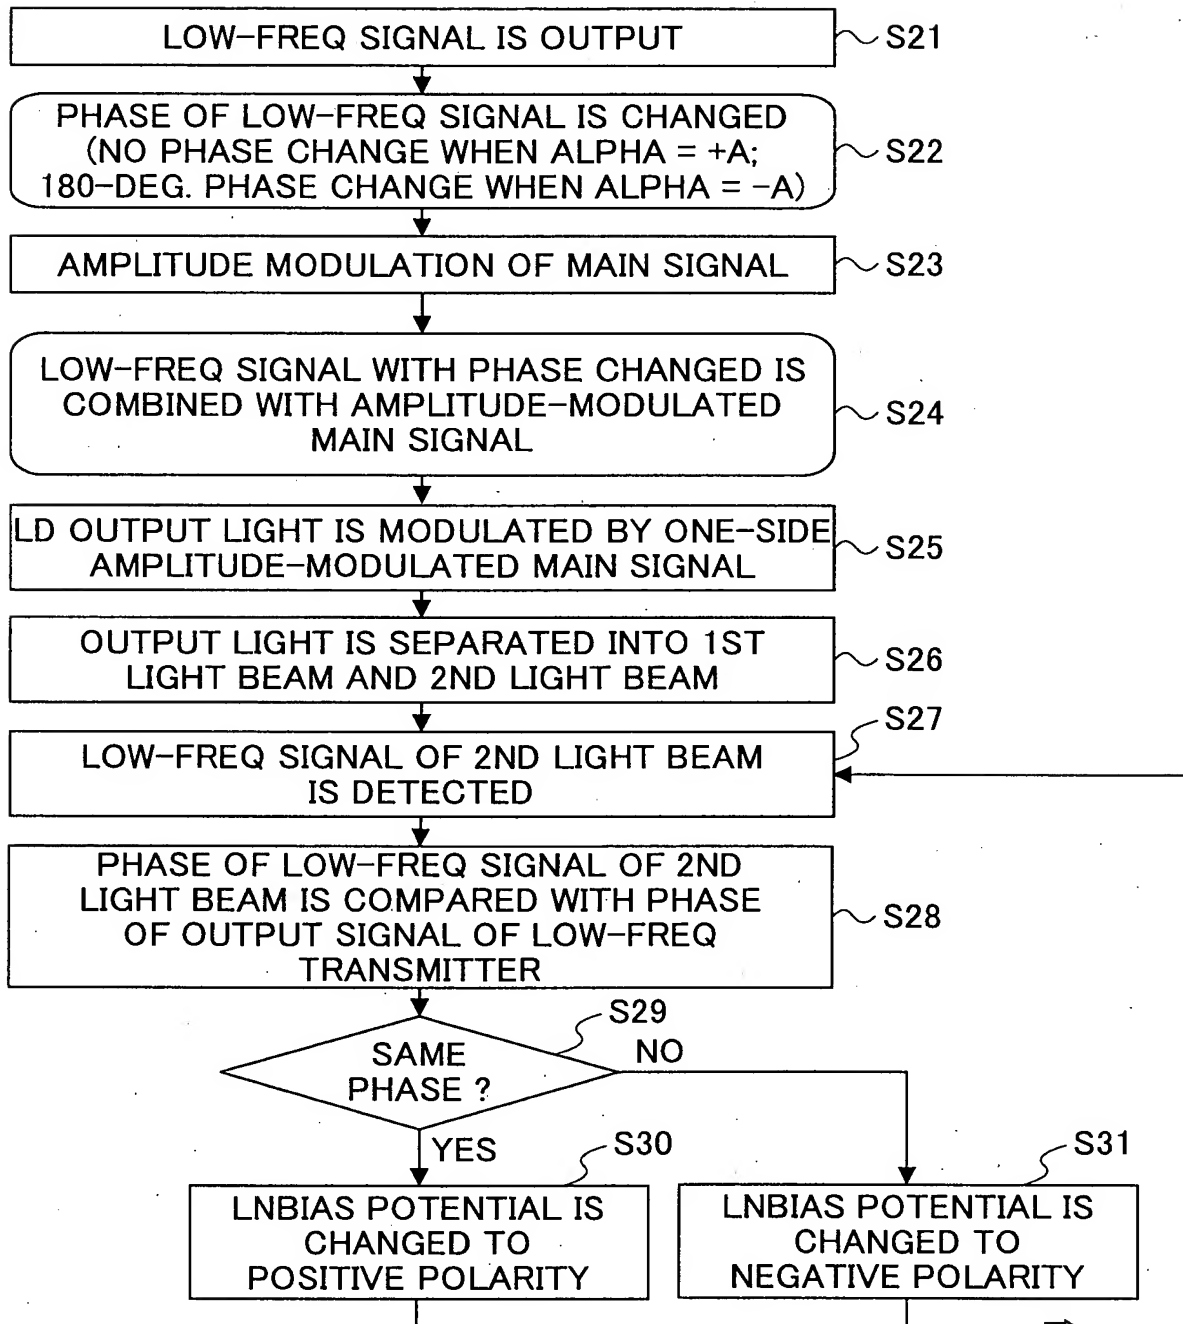 LOW-FREQ SIGNAL IS OUTPUT
S21
PHASE OF LOW-FREQ SIGNAL IS CHANGED
(NO PHASE CHANGE WHEN ALPHA = +A;
180-DEG. PHASE CHANGE WHEN ALPHA = -A)
S22
AMPLITUDE MODULATION OF MAIN SIGNAL
S23
LOW-FREQ SIGNAL WITH PHASE CHANGED IS
COMBINED WITH AMPLITUDE-MODULATED
MAIN SIGNAL
S24
LD OUTPUT LIGHT IS MODULATED BY ONE-SIDE
AMPLITUDE-MODULATED MAIN SIGNAL
S25
OUTPUT LIGHT IS SEPARATED INTO 1ST
LIGHT BEAM AND 2ND LIGHT BEAM
S26
S27
LOW-FREQ SIGNAL OF 2ND LIGHT BEAM
IS DETECTED
PHASE OF LOW-FREQ SIGNAL OF 2ND
LIGHT BEAM IS COMPARED WITH PHASE
OF OUTPUT SIGNAL OF LOW-FREQ
TRANSMITTER
S28
S29
SAME
PHASE ?
NO
YES
S30
LNBIAS POTENTIAL IS
CHANGED TO
POSITIVE POLARITY
S31
LNBIAS POTENTIAL IS
CHANGED TO
NEGATIVE POLARITY